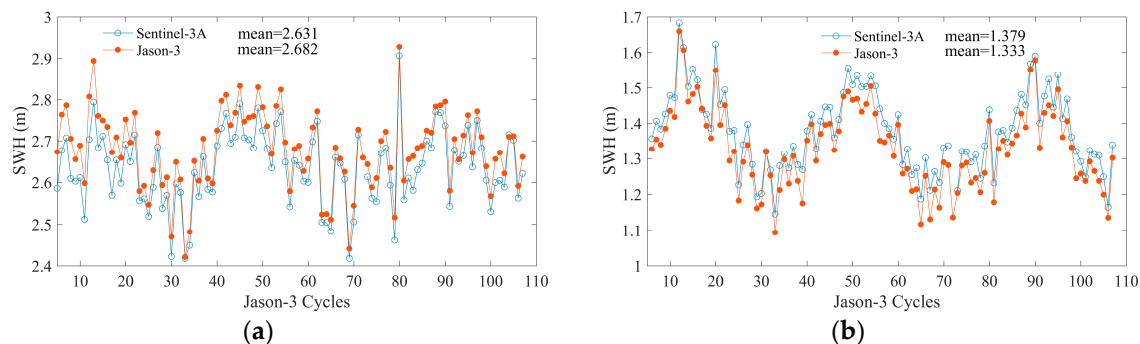 3
2.9
2.8
2.7
2.6
2.5
2.4
SWH (m)
Sentinel-3A mean=2.631
Jason-3 mean=2.682
10 20 30 40 50 60 70 80 90 100 110
Jason-3 Cycles
(a)
1.7
1.6
1.5
1.4
1.3
1.2
1.1
1
SWH (m)
Sentinel-3A mean=1.379
Jason-3 mean=1.333
10 20 30 40 50 60 70 80 90 100 110
Jason-3 Cycles
(b)